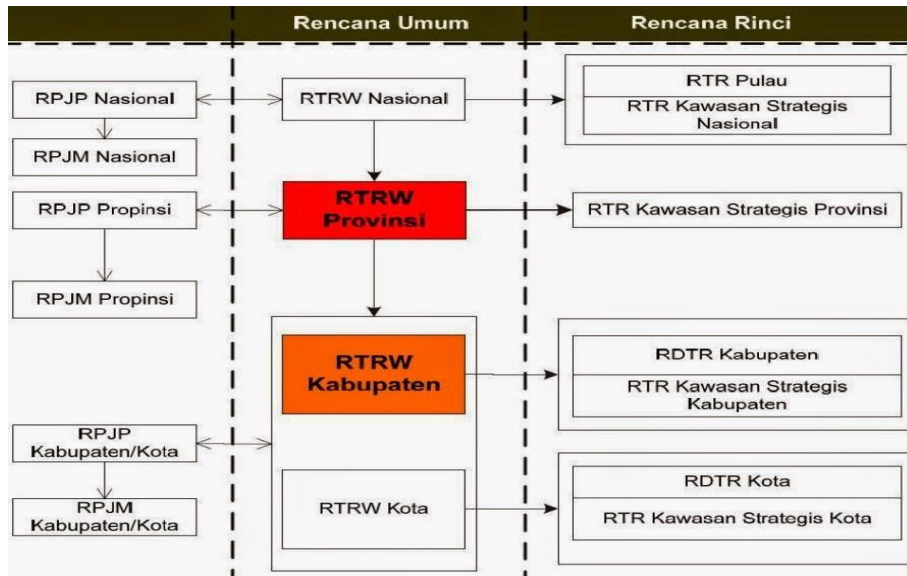 Rencana Umum
Rencana Rinci
RPJP Nasional
RTRW Nasional
RTR Pulau
RTR Kawasan Strategis
Nasional
RPJM Nasional
RPJP Propinsi
RTRW
Provinsi
RTR Kawasan Strategis Provinsi
RPJM Propinsi
RTRW
Kabupaten
RDTR Kabupaten
RTR Kawasan Strategis
Kabupaten
RPJP
Kabupaten/Kota
RPJM
Kabupaten/Kota
RTRW Kota
RDTR Kota
RTR Kawasan Strategis Kota